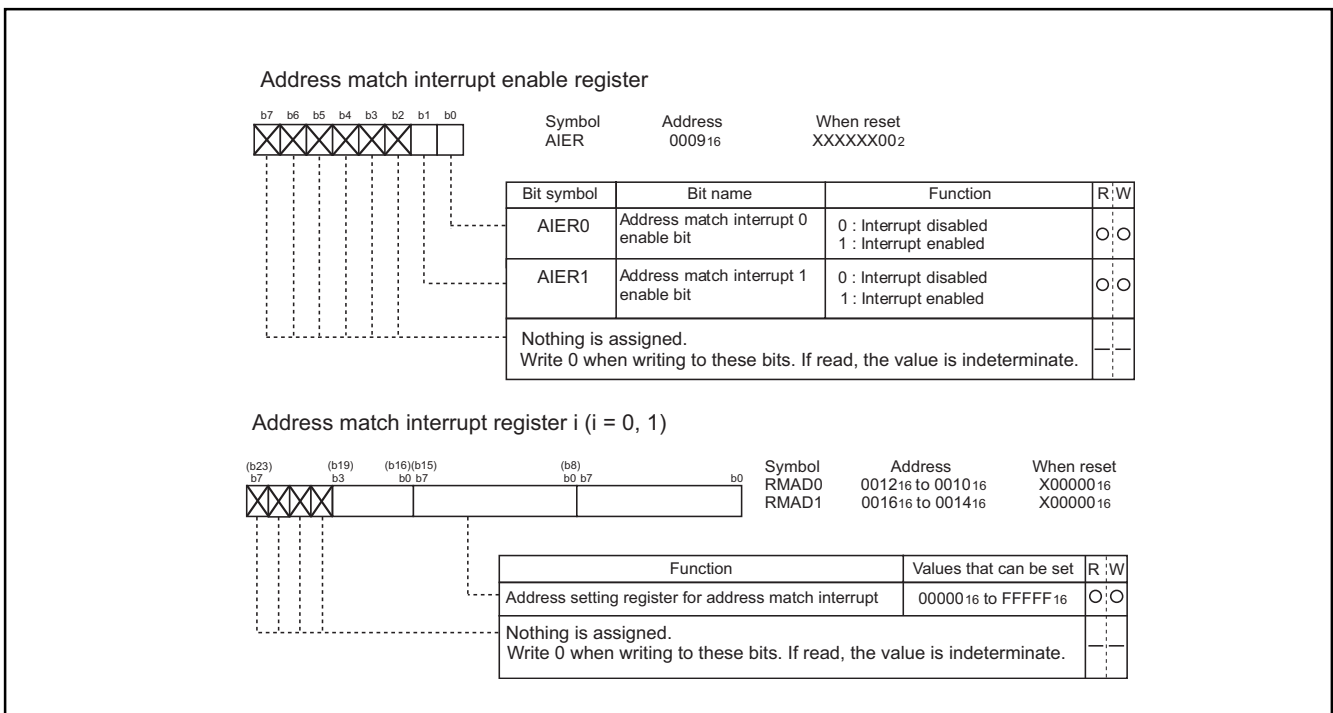 Address match interrupt enable register
b7 b6 b5 b4 b3 b2 b1 b0
Symbol Address When reset
AIER 000916 XXXXXX002
Bit symbol Bit name Function R W
AIER0 Address match interrupt 0 enable bit 0 : Interrupt disabled
1 : Interrupt enabled
AIER1 Address match interrupt 1 enable bit 0 : Interrupt disabled
1 : Interrupt enabled
Nothing is assigned.
Write 0 when writing to these bits. If read, the value is indeterminate.
Address match interrupt register i (i = 0, 1)
(b23) (b19) (b16)(b15) (b8)
b7 b3 b0 b7 b0 b7 b0
Symbol Address When reset
RMAD0 001216 to 001016 X0000016
RMAD1 001616 to 001416 X0000016
Function Values that can be set R W
Address setting register for address match interrupt 0000016 to FFFFF16
Nothing is assigned.
Write 0 when writing to these bits. If read, the value is indeterminate.